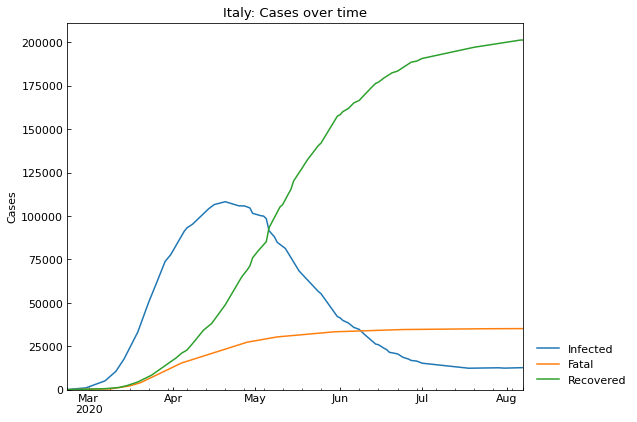 Italy: Cases over time
Cases
200000
175000
150000
125000
100000
75000
50000
25000
0
Mar
2020
Apr
May
Jun
Jul
Aug
Infected
Fatal
Recovered